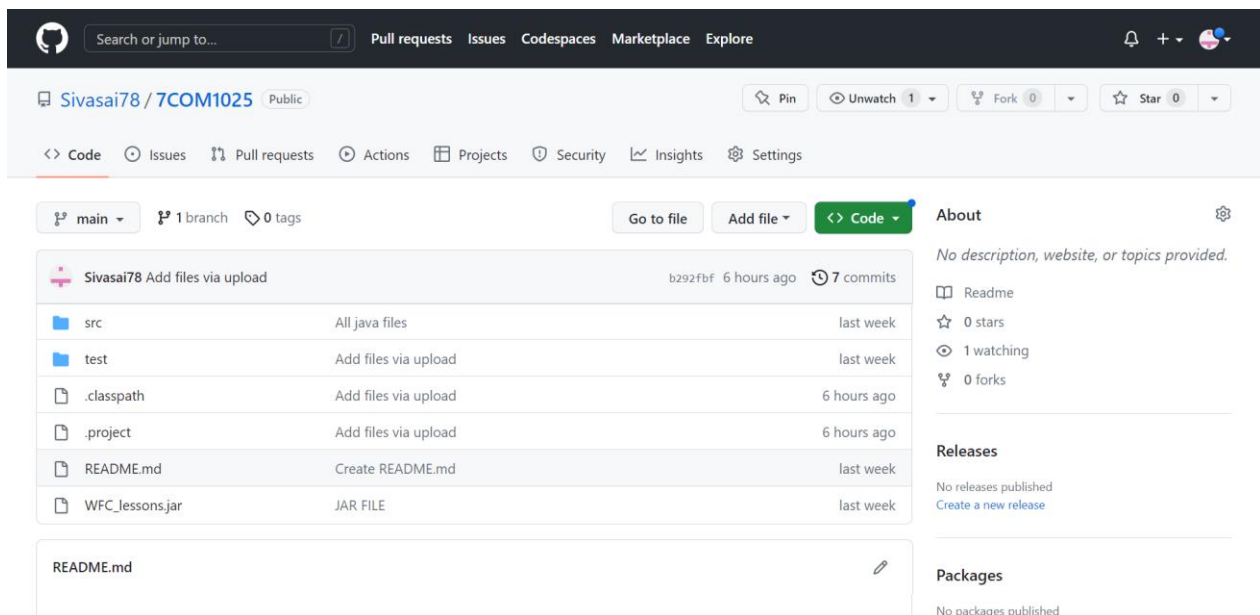 Search or jump to... / Pull requests Issues Codespaces Marketplace Explore
Sivasai78 / 7COM1025 Public Pin Unwatch 1 Fork 0 Star 0
Code Issues Pull requests Actions Projects Security Insights Settings
main 1 branch 0 tags Go to file Add file Code
Sivasai78 Add files via upload b292fbf 6 hours ago 7 commits
src All java files last week
test Add files via upload last week
.classpath Add files via upload 6 hours ago
.project Add files via upload 6 hours ago
README.md Create README.md last week
WFC_lessons.jar JAR FILE last week
README.md
About
No description, website, or topics provided.
Readme
0 stars
1 watching
0 forks
Releases
No releases published
Create a new release
Packages
No packages published